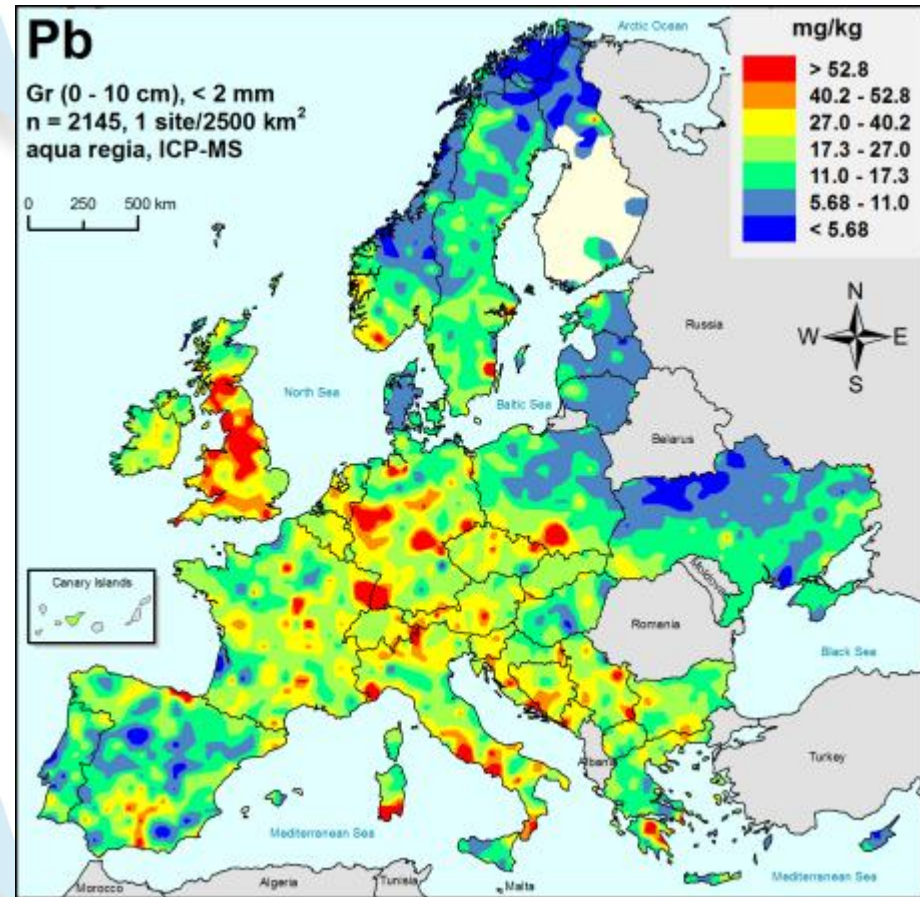 Pb
Gr (0 - 10 cm), < 2 mm
n = 2145, 1 site/2500 km²
aqua regia, ICP-MS
0 250 500 km
Arctic Ocean
mg/kg
> 52.8
40.2 - 52.8
27.0 - 40.2
17.3 - 27.0
11.0 - 17.3
5.68 - 11.0
< 5.68
N
W E
S
Russia
North Sea
Baltic Sea
Belarus
Canary Islands
Moldova
Romania
Black Sea
Albania
Turkey
Mediterranean Sea
Mediterranean Sea
Morocco
Algeria
Tunisia
Malta